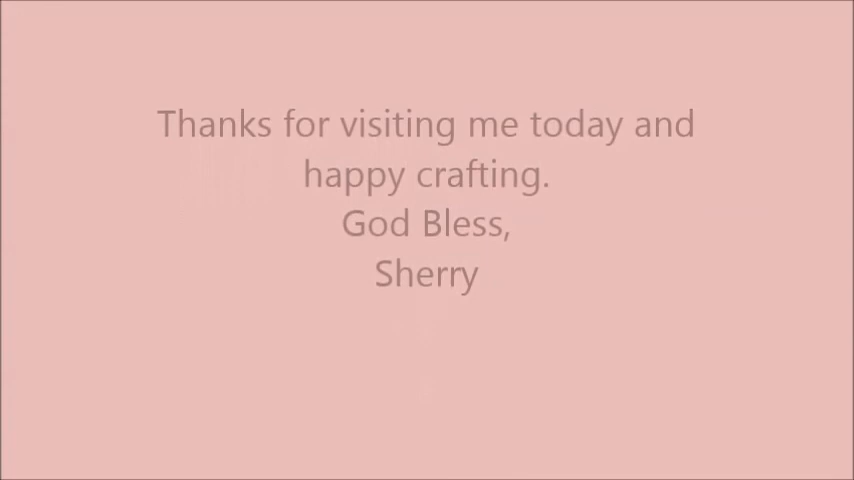 Thanks for visiting me today and
happy crafting.
God Bless,
Sherry